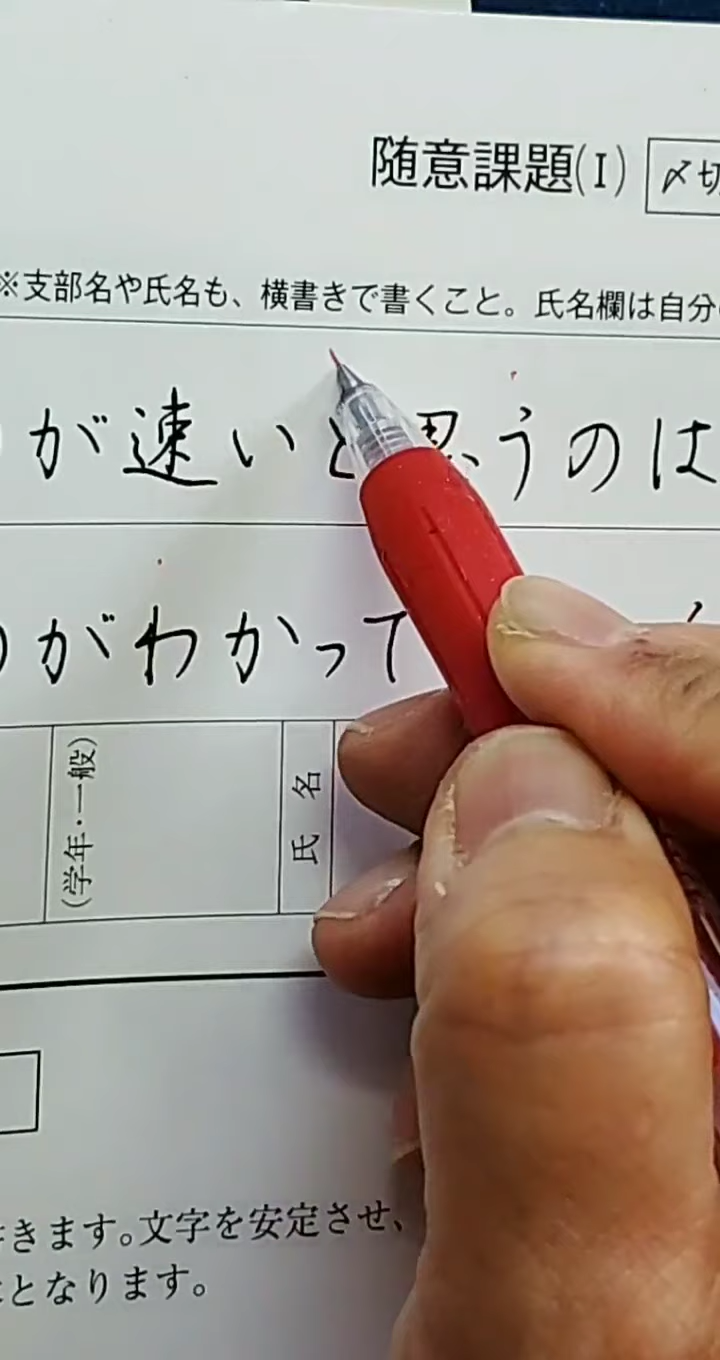 随意課題(I) 〆切
※支部名や氏名も、横書きで書くこと。氏名欄は自分
が速いと思うのは
がわかって
(学年・一般)
氏名
きます。文字を安定させ、
となります。